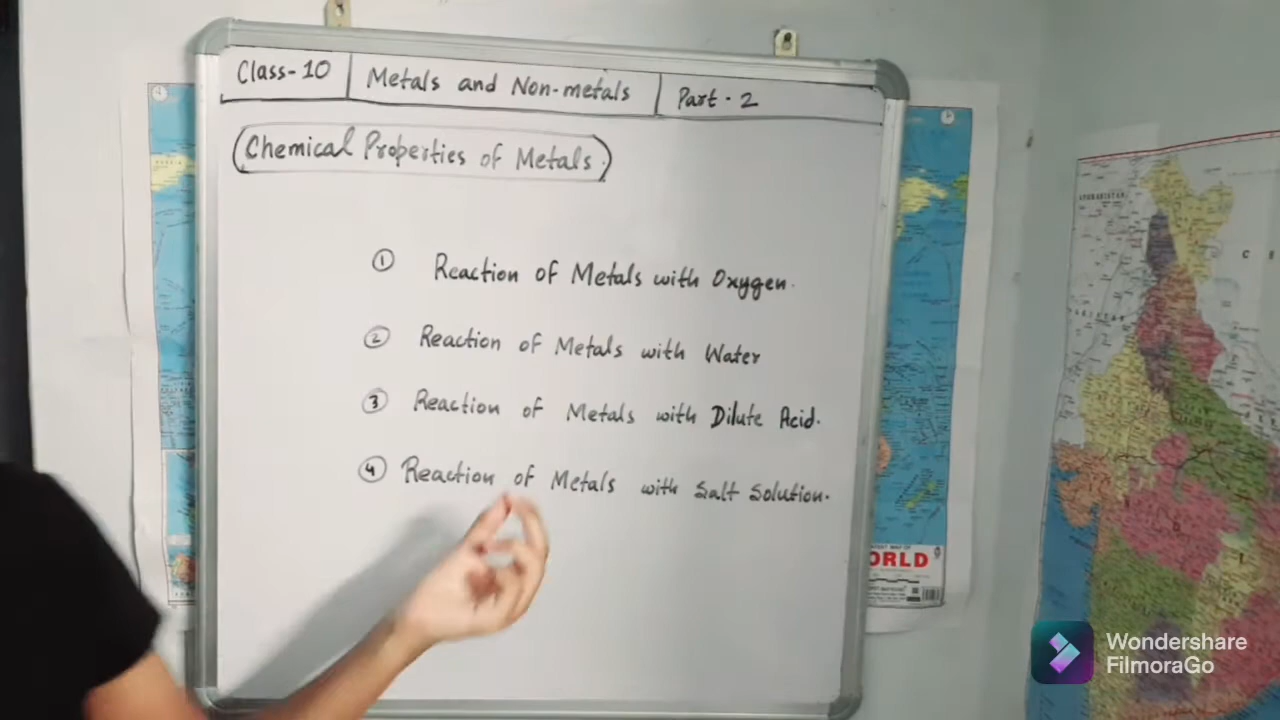 Class-10 | Metals and Non-metals | Part - 2
Chemical Properties of Metals.
① Reaction of Metals with Oxygen.
② Reaction of Metals with Water
③ Reaction of Metals with Dilute Acid.
④ Reaction of Metals with Salt Solution.
ORLD
Wondershare
FilmoraGo